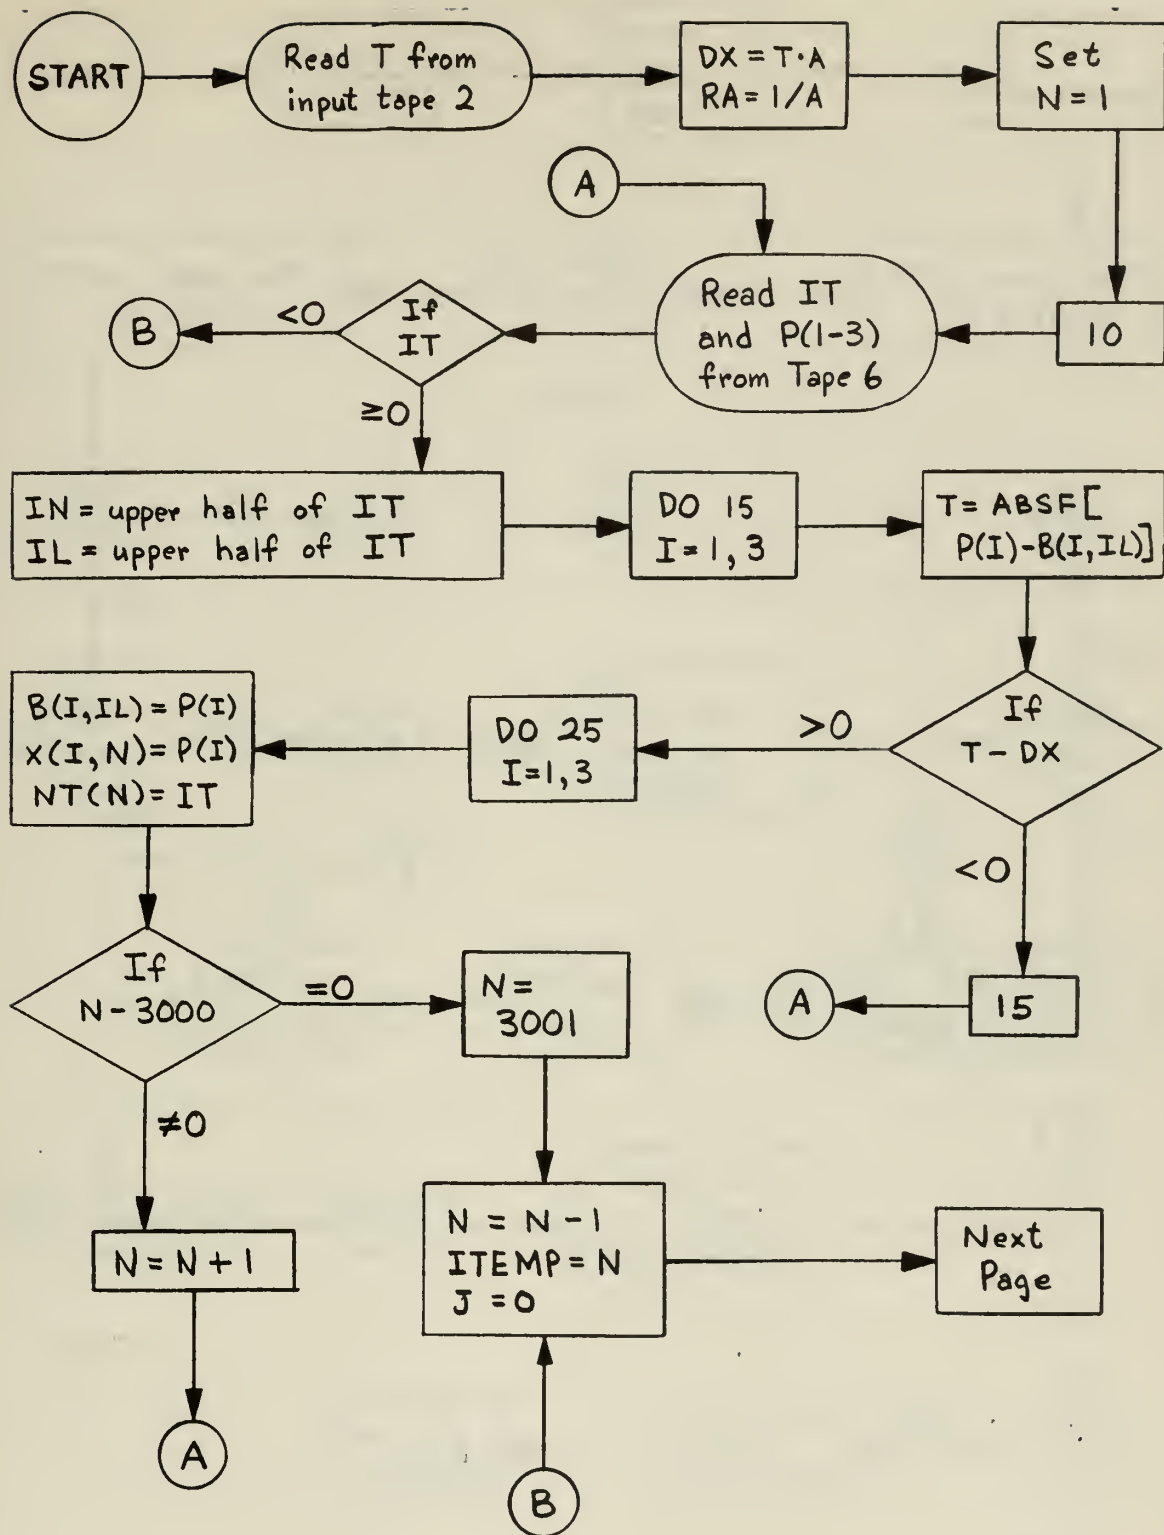 START
Read T from
input tape 2
DX = T·A
RA = 1/A
Set
N = 1
A
Read IT
and P(1-3)
from Tape 6
10
If
IT
<0
B
≥0
IN = upper half of IT
IL = upper half of IT
DO 15
I = 1, 3
T = ABSF[
P(I)-B(I,IL)]
If
T - DX
>0
<0
15
A
DO 25
I=1,3
B(I,IL) = P(I)
X(I,N) = P(I)
NT(N) = IT
If
N - 3000
=0
≠0
N =
3001
N = N + 1
A
N = N - 1
ITEMP = N
J = 0
Next
Page
B